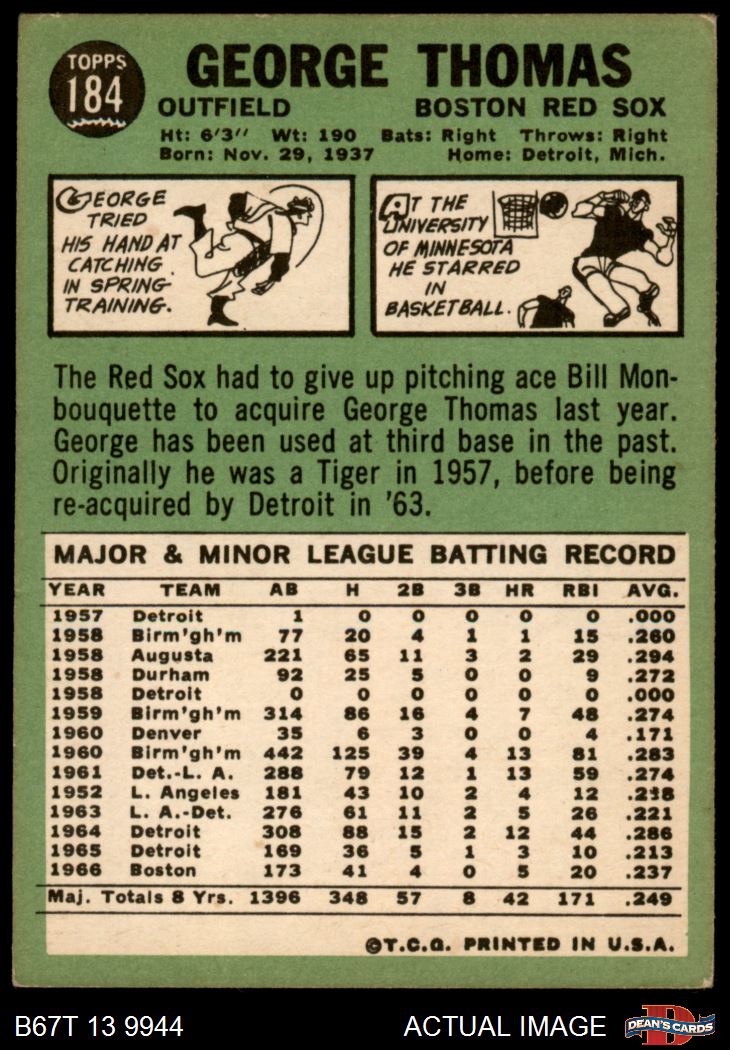 TOPPS
184
GEORGE THOMAS
OUTFIELD BOSTON RED SOX
Ht: 6'3" Wt: 190 Bats: Right Throws: Right
Born: Nov. 29, 1937 Home: Detroit, Mich.
GEORGE
TRIED
HIS HAND AT
CATCHING
IN SPRING
TRAINING.
AT THE
UNIVERSITY
OF MINNESOTA
HE STARRED
IN
BASKETBALL.
The Red Sox had to give up pitching ace Bill Mon-
bouquette to acquire George Thomas last year.
George has been used at third base in the past.
Originally he was a Tiger in 1957, before being
re-acquired by Detroit in '63.
MAJOR & MINOR LEAGUE BATTING RECORD
YEAR TEAM AB H 2B 3B HR RBI AVG.
1957 Detroit 1 0 0 0 0 0 .000
1958 Birm'gh'm 77 20 4 1 1 15 .260
1958 Augusta 221 65 11 3 2 29 .294
1958 Durham 92 25 5 0 0 9 .272
1958 Detroit 0 0 0 0 0 0 .000
1959 Birm'gh'm 314 86 16 4 7 48 .274
1960 Denver 35 6 3 0 0 4 .171
1960 Birm'gh'm 442 125 39 4 13 81 .283
1961 Det.-L. A. 288 79 12 1 13 59 .274
1952 L. Angeles 181 43 10 2 4 12 .238
1963 L. A.-Det. 276 61 11 2 5 26 .221
1964 Detroit 308 88 15 2 12 44 .286
1965 Detroit 169 36 5 1 3 10 .213
1966 Boston 173 41 4 0 5 20 .237
Maj. Totals 8 Yrs. 1396 348 57 8 42 171 .249
©T.C.G. PRINTED IN U.S.A.
B67T 13 9944 ACTUAL IMAGE
D
DEAN'S CARDS